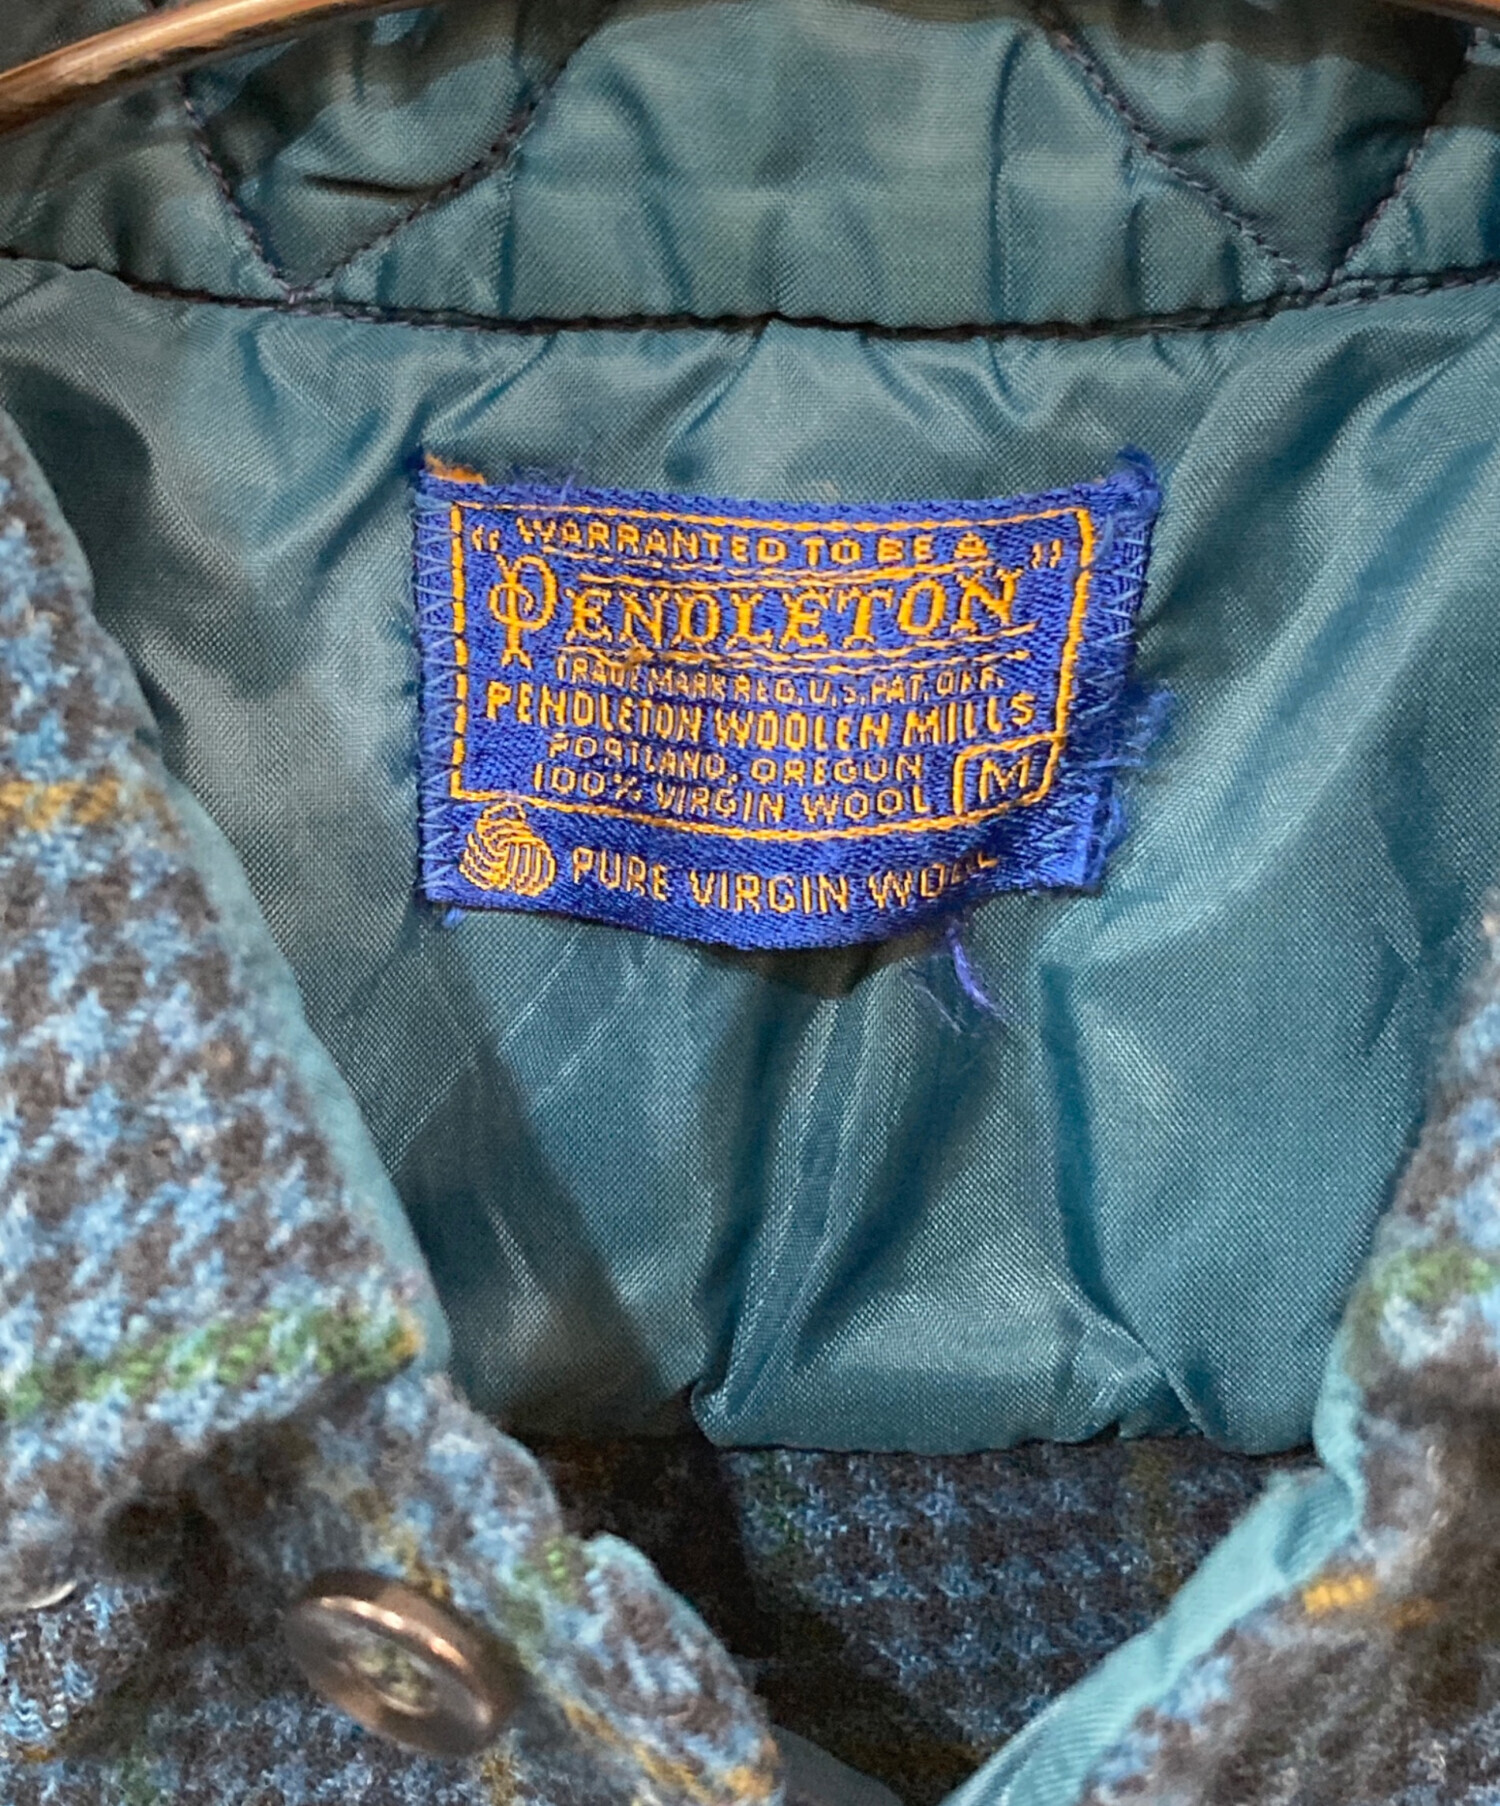 "WARRANTED TO BE A
PENDLETON"
TRADE MARK REG. U.S. PAT. OFF.
PENDLETON WOOLEN MILLS
PORTLAND, OREGON
100% VIRGIN WOOL M
PURE VIRGIN WOOL